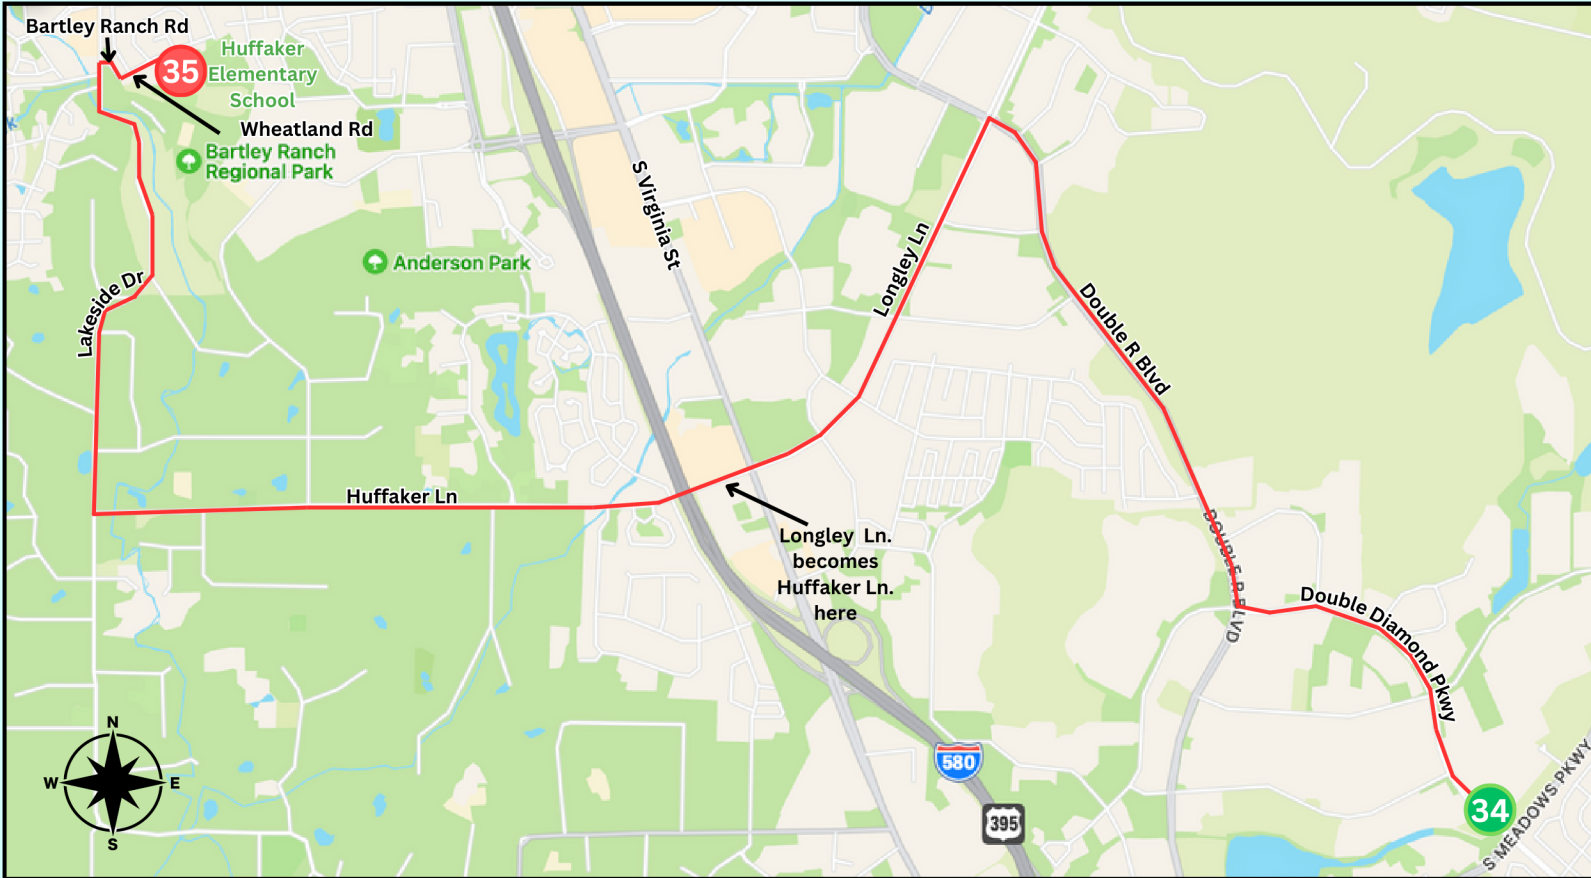 Bartley Ranch Rd
35
Huffaker
Elementary
School
Wheatland Rd
Bartley Ranch
Regional Park
S Virginia St
Anderson Park
Longley Ln
Lakeside Dr
Double R Blvd
Huffaker Ln
Longley Ln.
becomes
Huffaker Ln.
here
DOUBLE R BLVD
Double Diamond Pkwy
N
W
E
S
580
395
34
S MEADOWS PKWY